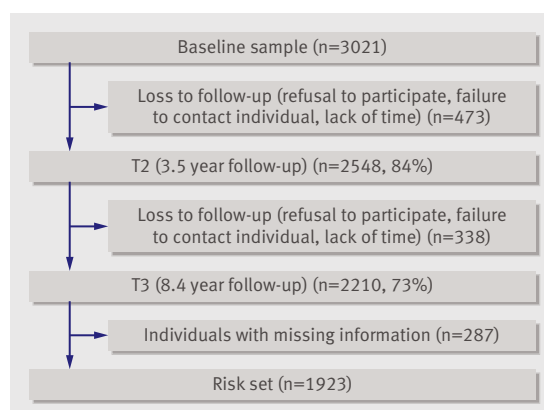 Baseline sample (n=3021)
Loss to follow-up (refusal to participate, failure
to contact individual, lack of time) (n=473)
T2 (3.5 year follow-up) (n=2548, 84%)
Loss to follow-up (refusal to participate, failure
to contact individual, lack of time) (n=338)
T3 (8.4 year follow-up) (n=2210, 73%)
Individuals with missing information (n=287)
Risk set (n=1923)